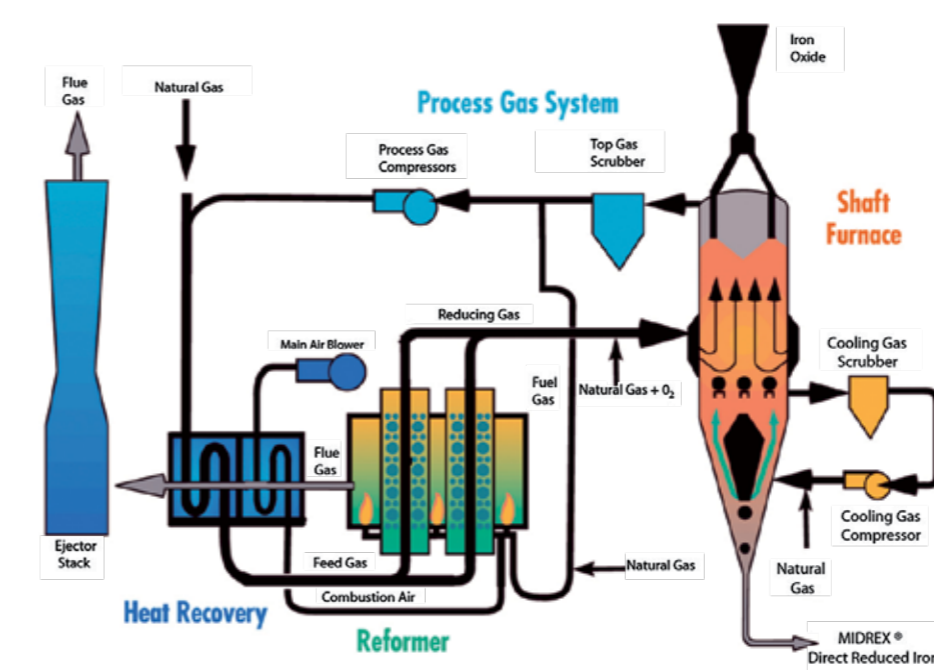 Iron
Oxide
Flue
Gas
Natural Gas
Process Gas System
Process Gas
Compressors
Top Gas
Scrubber
Shaft
Furnace
Reducing Gas
Main Air Blower
Cooling Gas
Scrubber
Fuel
Gas
Natural Gas + 0₂
Flue
Gas
Cooling Gas
Compressor
Ejector
Stack
Feed Gas
Natural Gas
Natural
Gas
Combustion Air
Heat Recovery
Reformer
MIDREX ®
Direct Reduced Iron